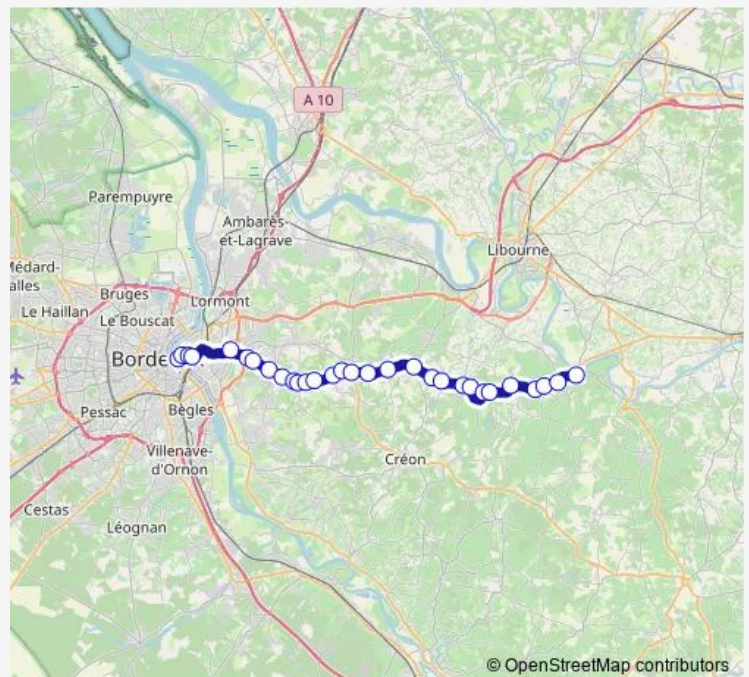 A 10
Parempuyre
Ambarès-
et-Lagrave
Libourne
Médard-
alles
Bruges
Lormont
Le Haillan
Le Bouscat
Borde
Pessac
Bègles
Villenave-
d'Ornon
Créon
Cestas
Léognan
© OpenStreetMap contributors